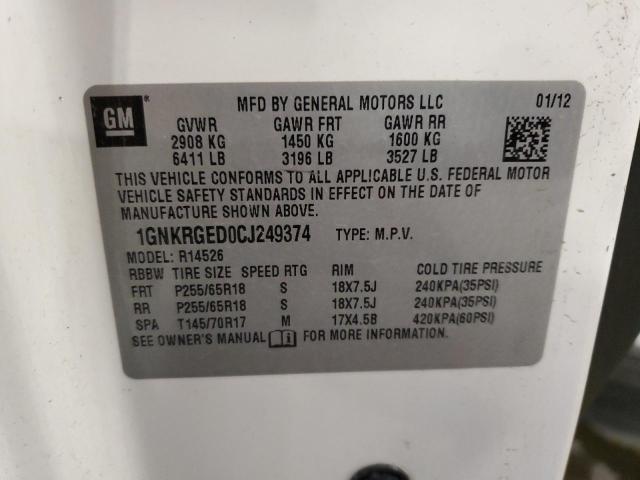 GM
MFD BY GENERAL MOTORS LLC 01/12
GVWR GAWR FRT GAWR RR
2908 KG 1450 KG 1600 KG
6411 LB 3196 LB 3527 LB
THIS VEHICLE CONFORMS TO ALL APPLICABLE U.S. FEDERAL MOTOR
VEHICLE SAFETY STANDARDS IN EFFECT ON THE DATE OF
MANUFACTURE SHOWN ABOVE.
1GNKRGED0CJ249374 TYPE: M.P.V.
MODEL: R14526
RBBW TIRE SIZE SPEED RTG RIM COLD TIRE PRESSURE
FRT P255/65R18 S 18X7.5J 240KPA(35PSI)
RR P255/65R18 S 18X7.5J 240KPA(35PSI)
SPA T145/70R17 M 17X4.5B 420KPA(60PSI)
SEE OWNER'S MANUAL FOR MORE INFORMATION.